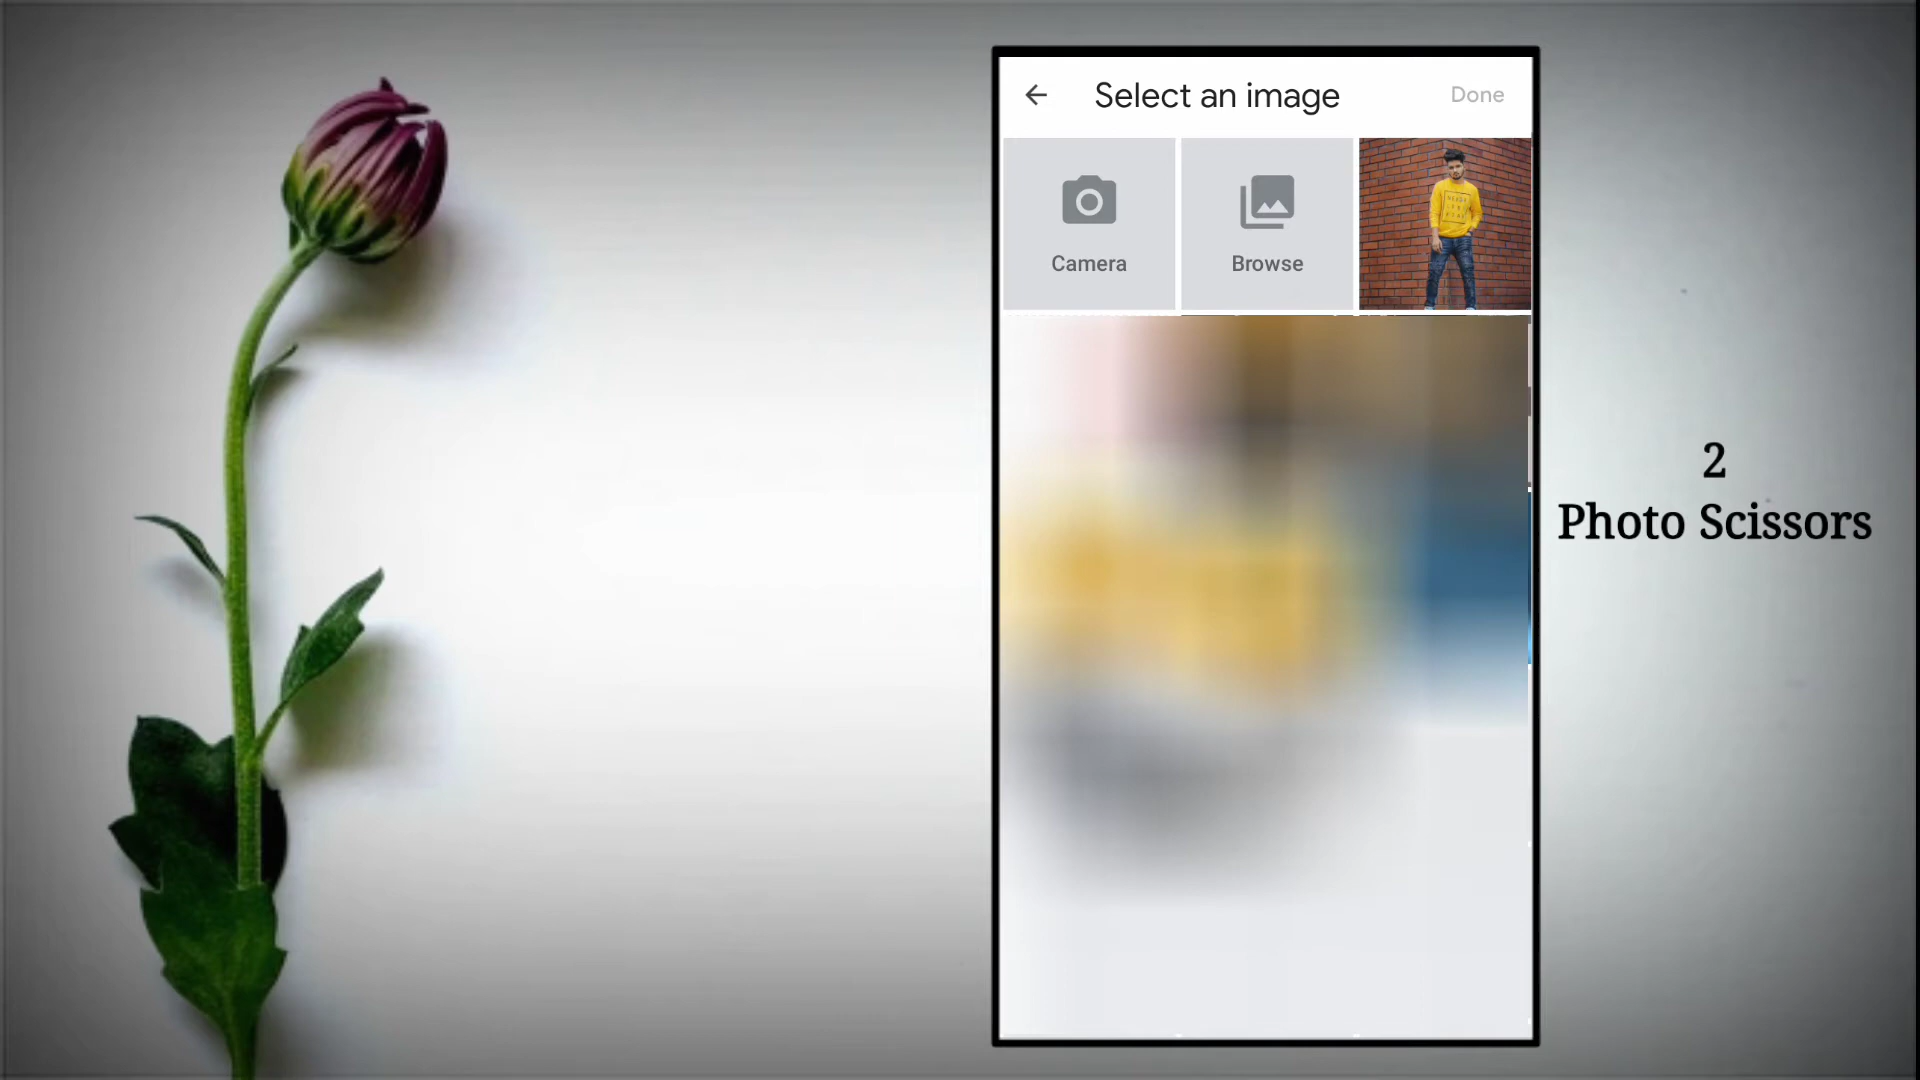 Select an image
Done
Camera
Browse
2
Photo Scissors